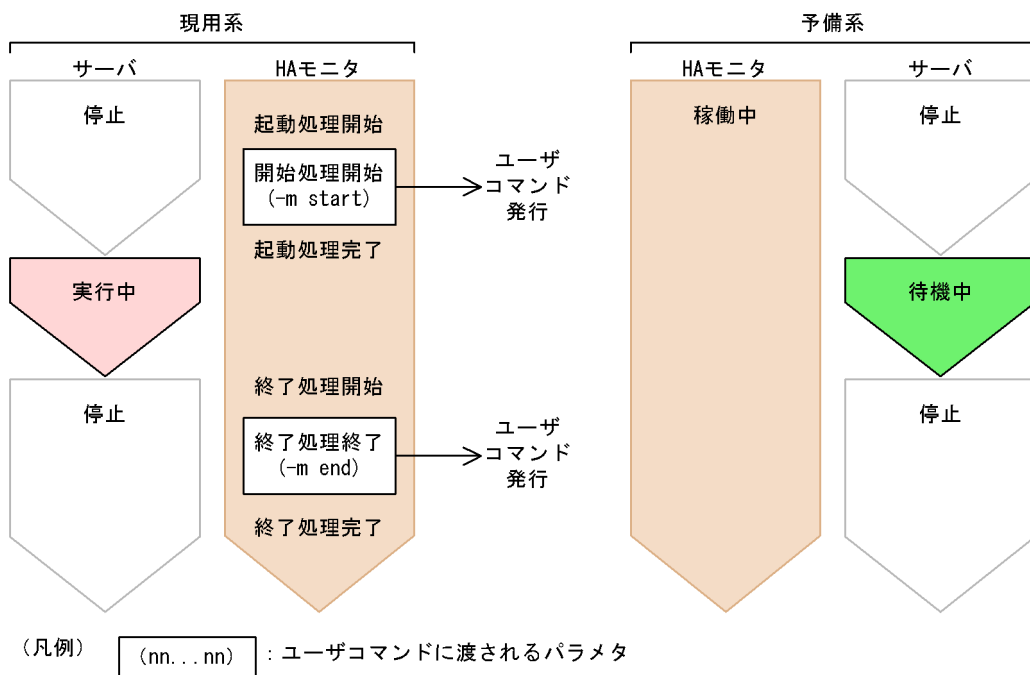 現用系
予備系
サーバ
HAモニタ
HAモニタ
サーバ
停止
起動処理開始
稼働中
停止
開始処理開始
(-m start)
ユーザ
コマンド
発行
起動処理完了
実行中
待機中
終了処理開始
停止
停止
終了処理終了
(-m end)
ユーザ
コマンド
発行
終了処理完了
(凡例)
(nn...nn)
:ユーザコマンドに渡されるパラメタ